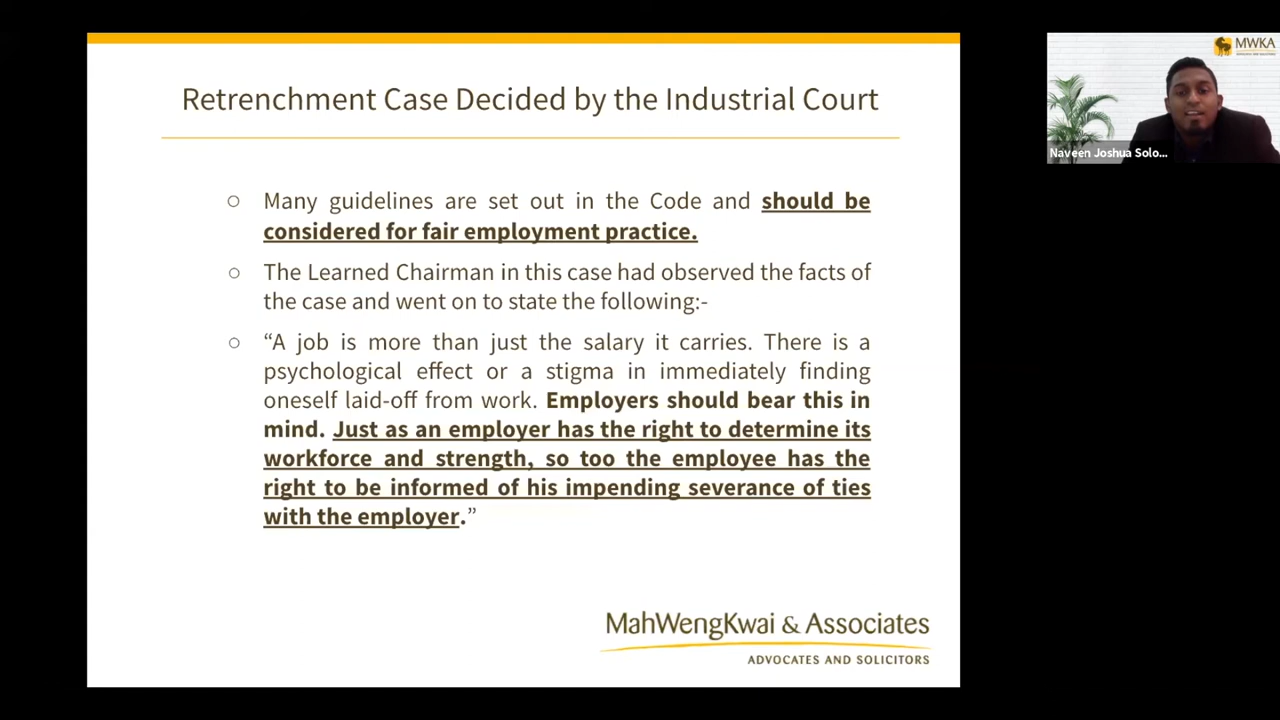 Retrenchment Case Decided by the Industrial Court
○ Many guidelines are set out in the Code and should be
considered for fair employment practice.
○ The Learned Chairman in this case had observed the facts of
the case and went on to state the following:-
○ “A job is more than just the salary it carries. There is a
psychological effect or a stigma in immediately finding
oneself laid-off from work. Employers should bear this in
mind. Just as an employer has the right to determine its
workforce and strength, so too the employee has the
right to be informed of his impending severance of ties
with the employer.”
MahWengKwai & Associates
ADVOCATES AND SOLICITORS
MWKA
Naveen Joshua Solo...